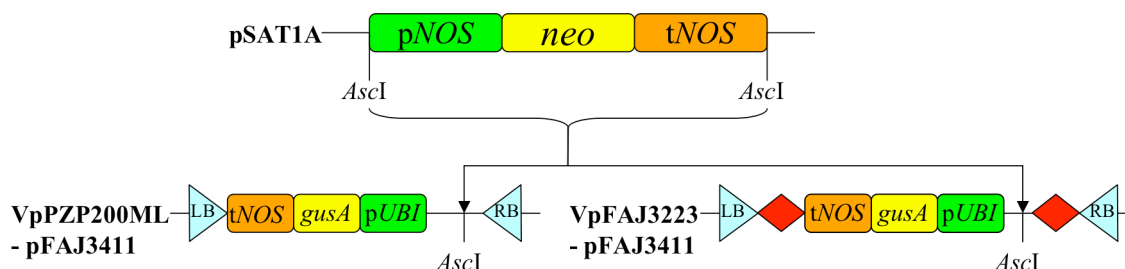 pSAT1A pNOS neo tNOS
AscI AscI
VpPZP200ML LB tNOS gusA pUBI RB VpFAJ3223 LB tNOS gusA pUBI RB
- pFAJ3411 - pFAJ3411
AscI AscI